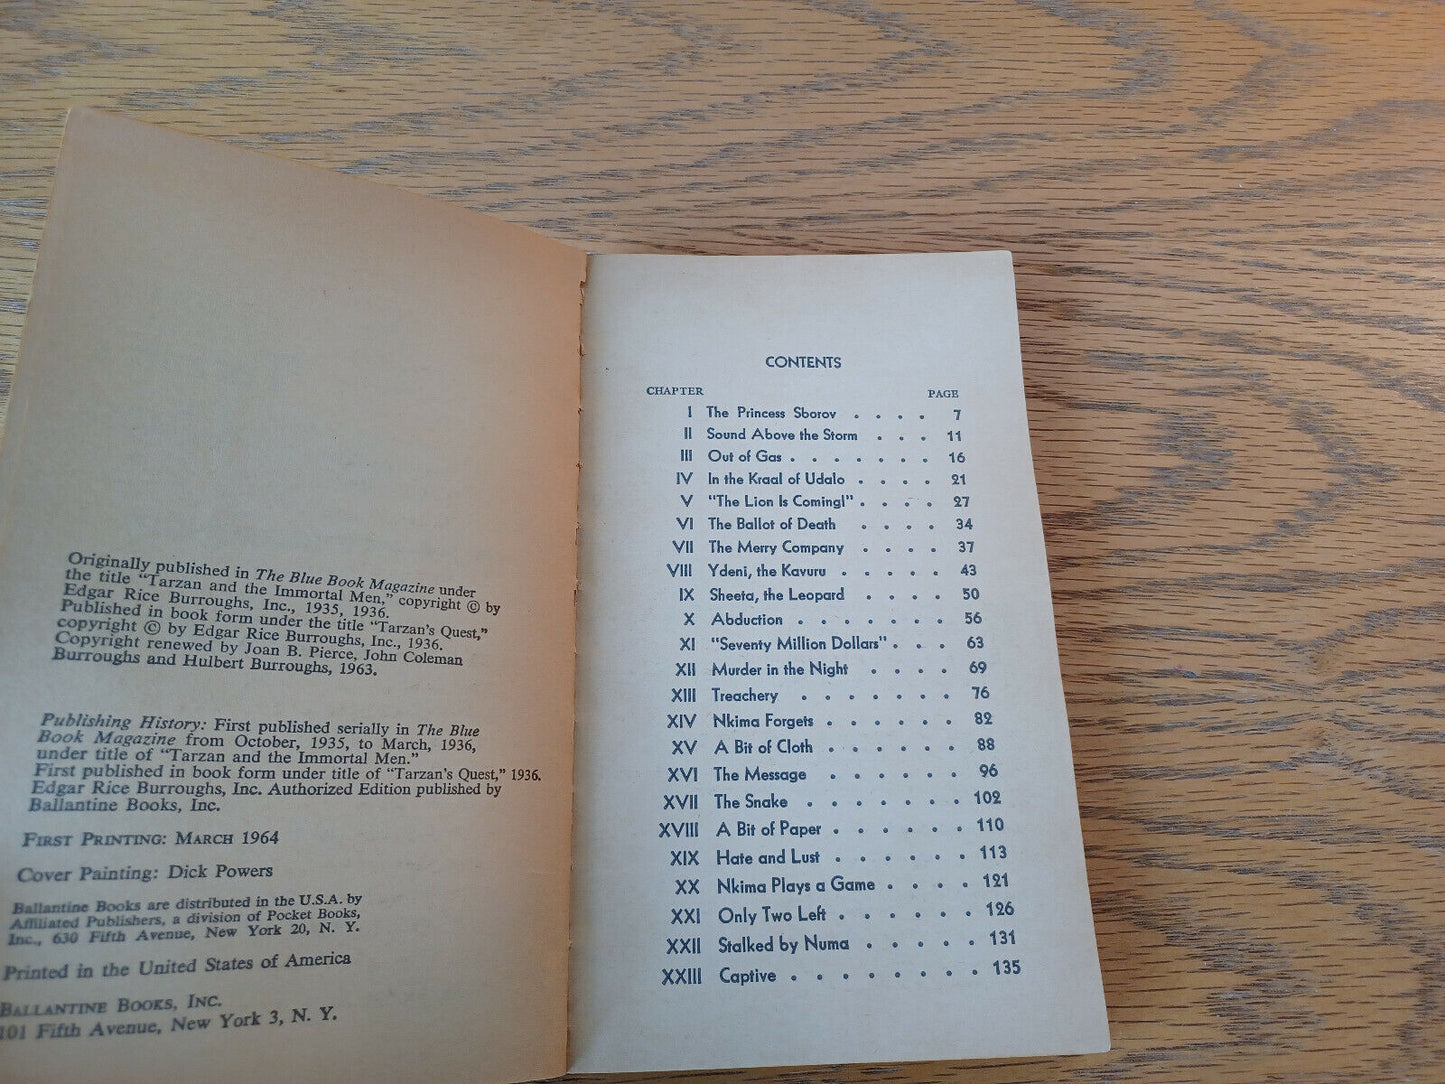 Originally published in The Blue Book Magazine under
the title "Tarzan and the Immortal Men," copyright © by
Edgar Rice Burroughs, Inc., 1935, 1936.
Published in book form under the title "Tarzan's Quest,"
copyright © by Edgar Rice Burroughs, Inc., 1936.
Copyright renewed by Joan B. Pierce, John Coleman
Burroughs and Hulbert Burroughs, 1963.
Publishing History: First published serially in The Blue
Book Magazine from October, 1935, to March, 1936,
under title of "Tarzan and the Immortal Men."
First published in book form under title of "Tarzan's Quest," 1936.
Edgar Rice Burroughs, Inc. Authorized Edition published by
Ballantine Books, Inc.
FIRST PRINTING: MARCH 1964
Cover Painting: Dick Powers
Ballantine Books are distributed in the U.S.A. by
Affiliated Publishers, a division of Pocket Books,
Inc., 630 Fifth Avenue, New York 20, N. Y.
Printed in the United States of America
BALLANTINE BOOKS, INC.
101 Fifth Avenue, New York 3, N. Y.
CONTENTS
CHAPTER PAGE
I The Princess Sborov . . . . 7
II Sound Above the Storm . . . 11
III Out of Gas . . . . . . . 16
IV In the Kraal of Udalo . . . . 21
V "The Lion Is Coming!" . . . . 27
VI The Ballot of Death . . . . 34
VII The Merry Company . . . . 37
VIII Ydeni, the Kavuru . . . . . 43
IX Sheeta, the Leopard . . . . 50
X Abduction . . . . . . . 56
XI "Seventy Million Dollars" . . . 63
XII Murder in the Night . . . . 69
XIII Treachery . . . . . . . 76
XIV Nkima Forgets . . . . . . 82
XV A Bit of Cloth . . . . . . 88
XVI The Message . . . . . . 96
XVII The Snake . . . . . . . 102
XVIII A Bit of Paper . . . . . . 110
XIX Hate and Lust . . . . . . 113
XX Nkima Plays a Game . . . . 121
XXI Only Two Left . . . . . . 126
XXII Stalked by Numa . . . . . 131
XXIII Captive . . . . . . . . 135